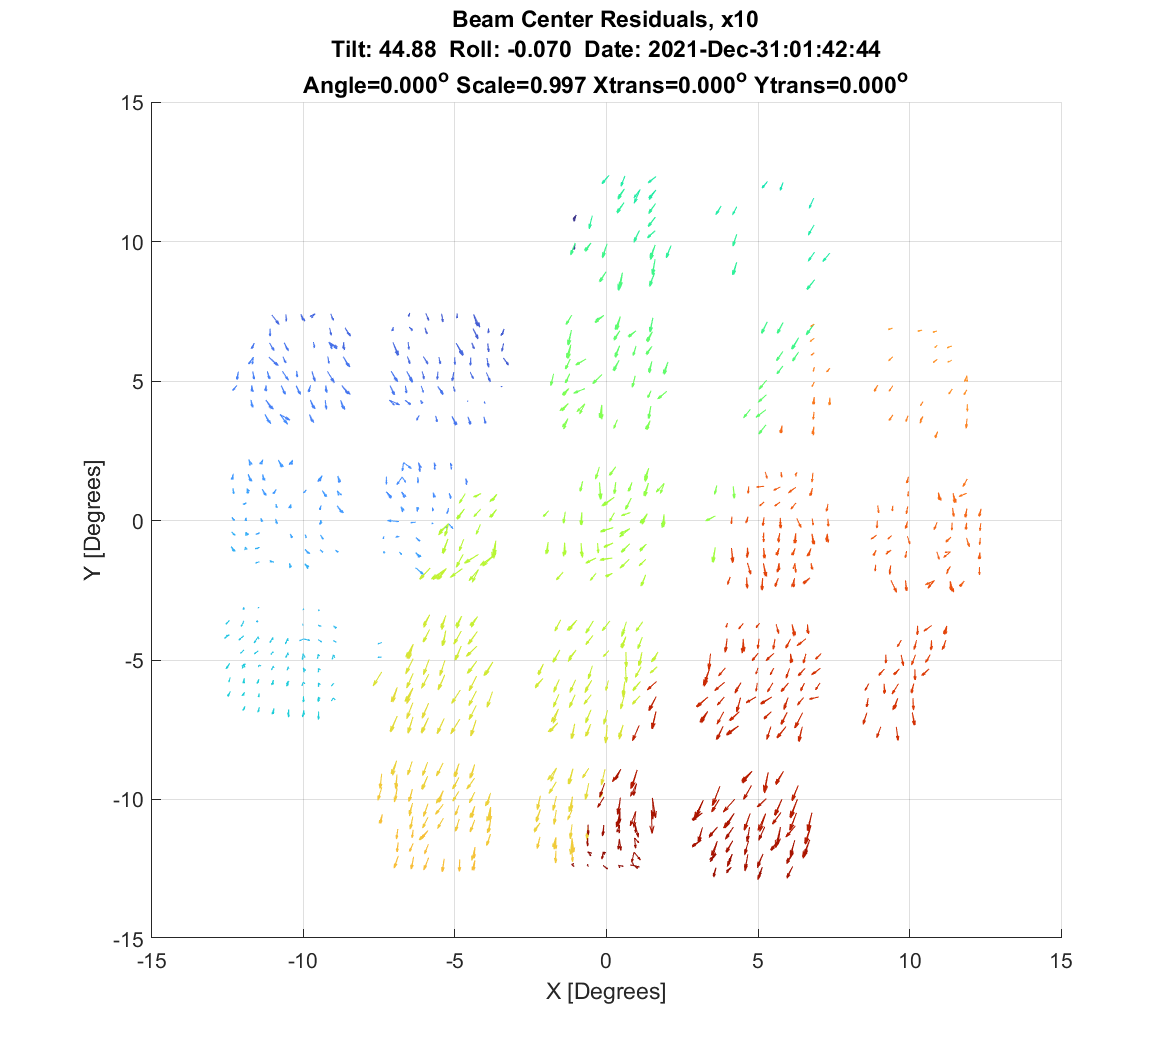 Beam Center Residuals, x10
Tilt: 44.88 Roll: -0.070 Date: 2021-Dec-31:01:42:44
Angle=0.000° Scale=0.997 Xtrans=0.000° Ytrans=0.000°
15
10
5
0
-5
-10
-15
Y [Degrees]
-15 -10 -5 0 5 10 15
X [Degrees]